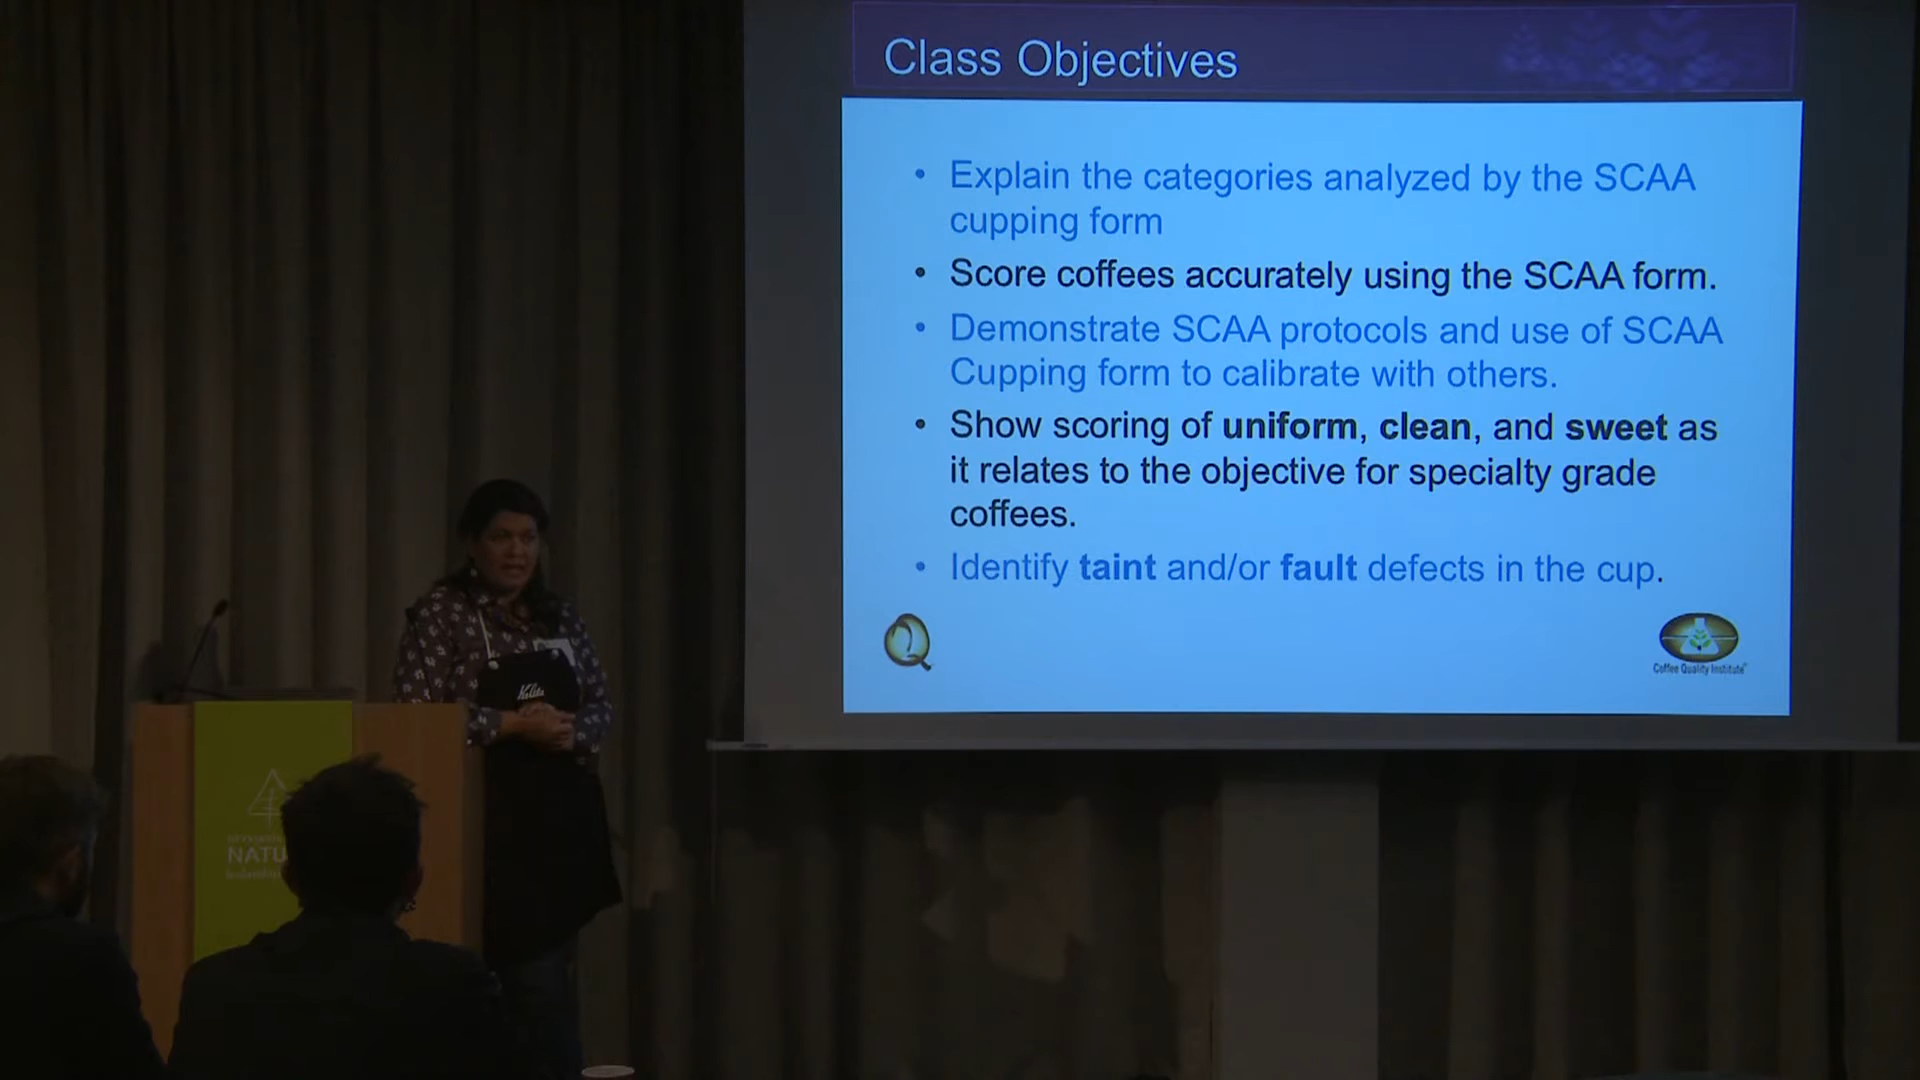 Class Objectives
• Explain the categories analyzed by the SCAA
cupping form
• Score coffees accurately using the SCAA form.
• Demonstrate SCAA protocols and use of SCAA
Cupping form to calibrate with others.
• Show scoring of uniform, clean, and sweet as
it relates to the objective for specialty grade
coffees.
• Identify taint and/or fault defects in the cup.
Q
Coffee Quality Institute
Kalita
NATU